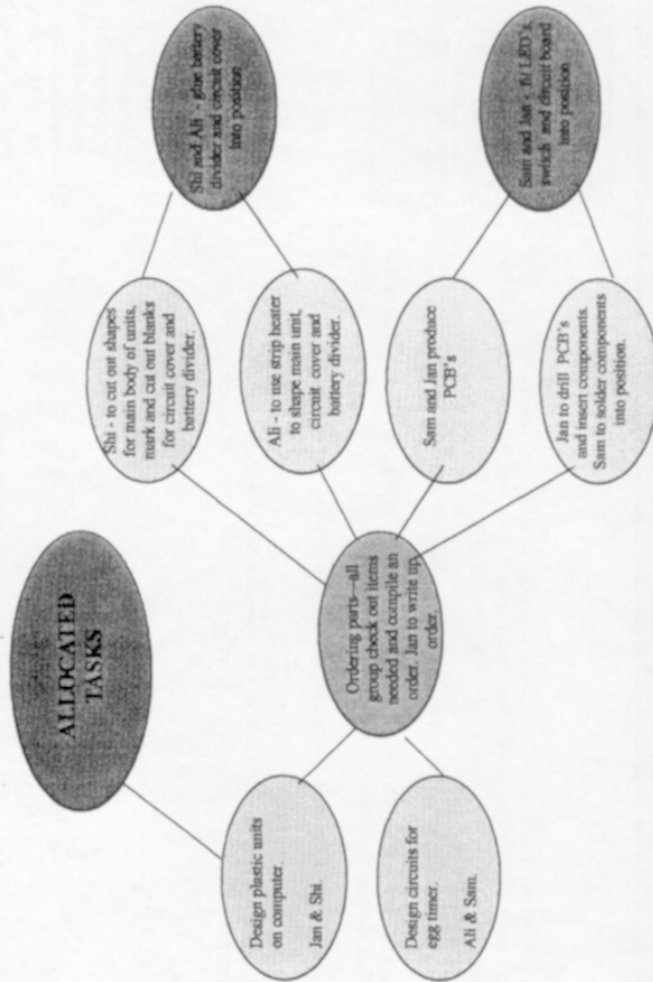 ALLOCATED
TASKS
Design plastic units
on computer.
Jan & Shi.
Design circuits for
egg timer.
Ali & Sam.
Ordering parts—all
group check out items
needed and compile an
order. Jan to write up
order.
Shi - to cut out shapes
for main body of units,
mark and cut out blanks
for circuit cover and
battery divider.
Ali - to use strip heater
to shape main unit,
circuit cover and
battery divider.
Sam and Jan produce
PCB's
Jan to drill PCB's
and insert components.
Sam to solder components
into position.
Shi and Ali - glue battery
divider and circuit cover
into position
Sam and Jan - fit LED's,
switch and circuit board
into position